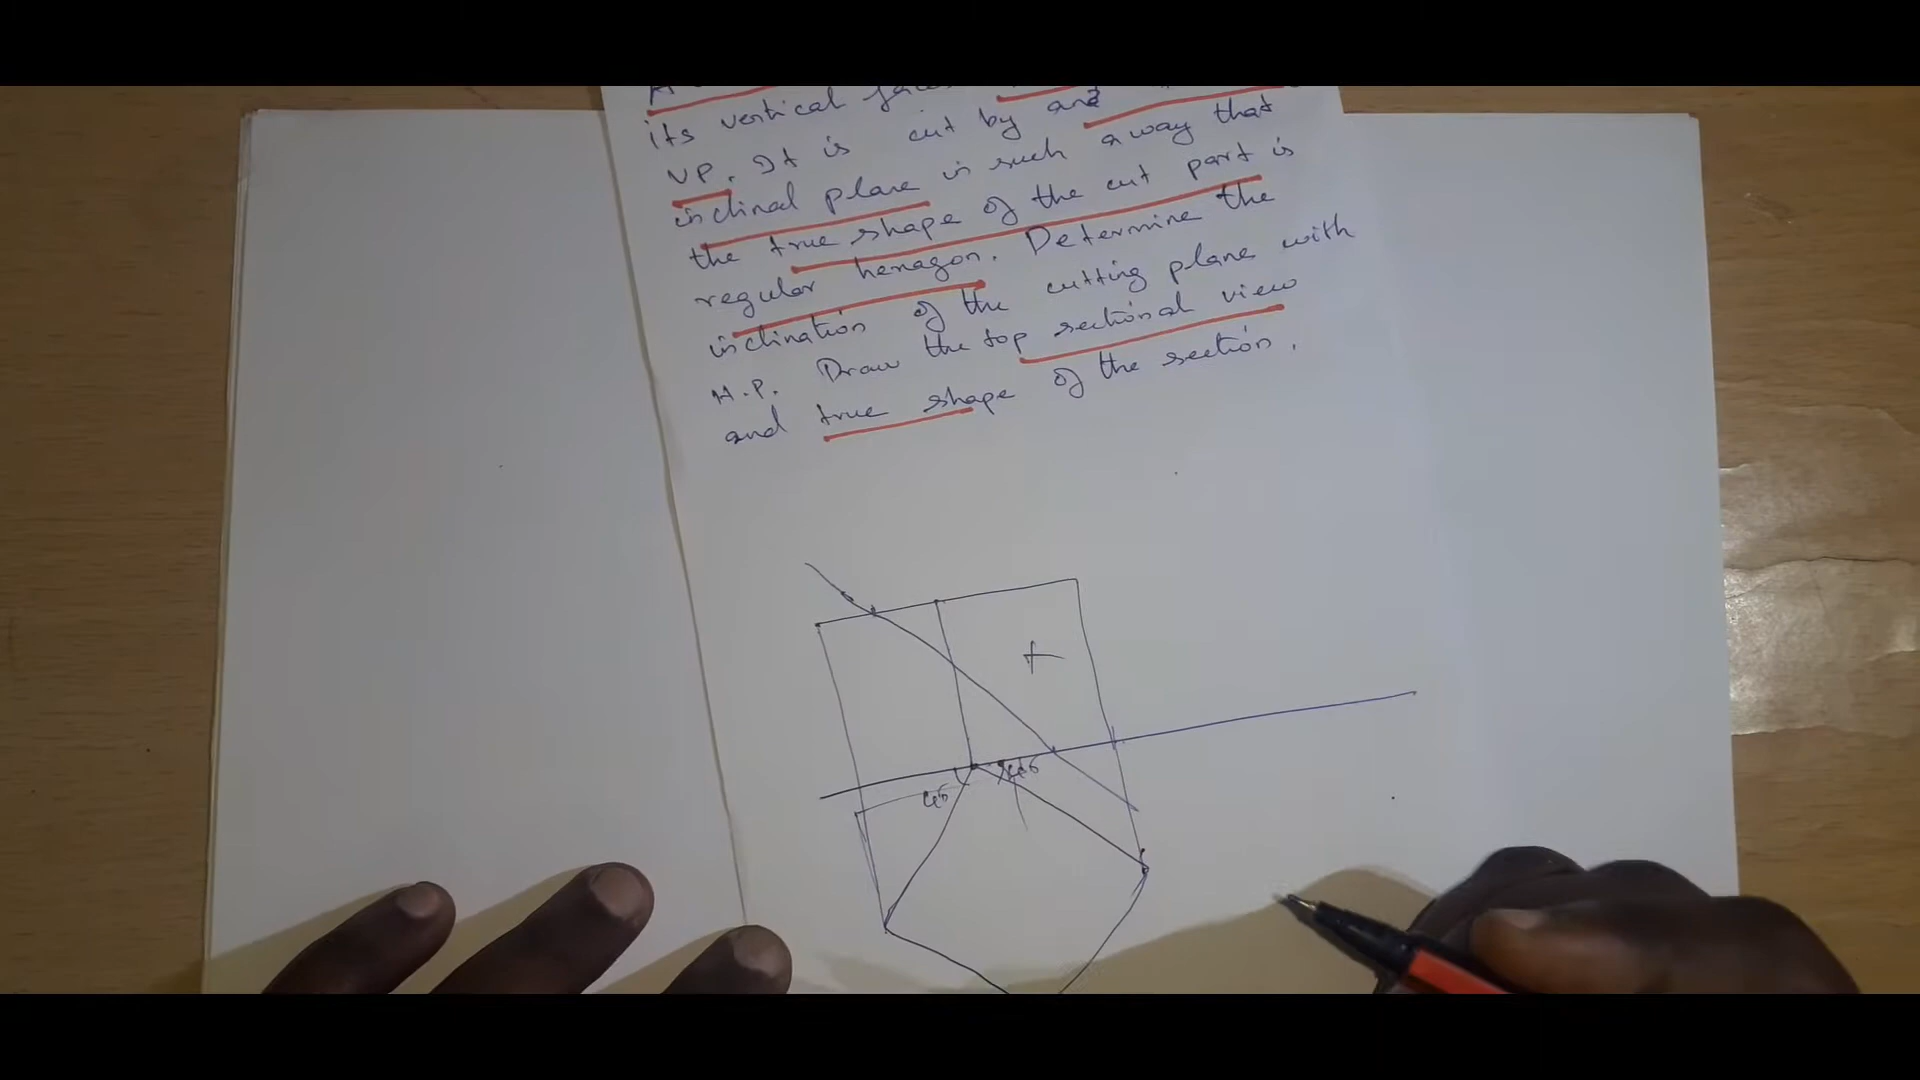 its vertical
VP. It is cut by an
inclined plane in such away that
the true shape of the cut part is
regular hexagon. Determine the
inclination of the cutting plane with
H.P. Draw the top sectional view
and true shape of the section.
45